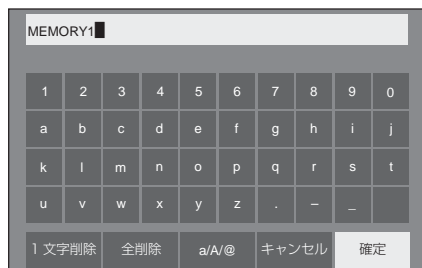 MEMORY1
1 2 3 4 5 6 7 8 9 0
a b c d e f g h i j
k l m n o p q r s t
u v w x y z . – _
1文字削除 全削除 a/A/@ キャンセル 確定